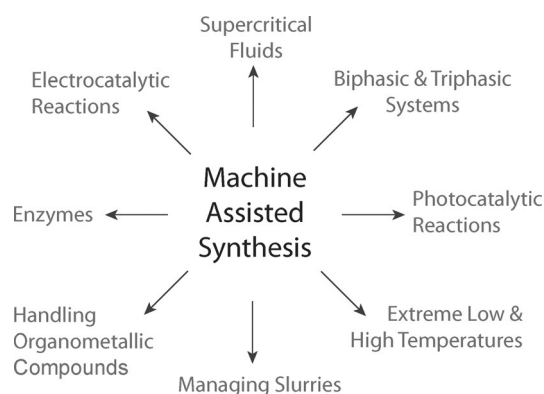 Supercritical
Fluids
Electrocatalytic
Reactions
Biphasic & Triphasic
Systems
Machine
Assisted
Synthesis
Enzymes
Photocatalytic
Reactions
Handling
Organometallic
Compounds
Extreme Low &
High Temperatures
Managing Slurries